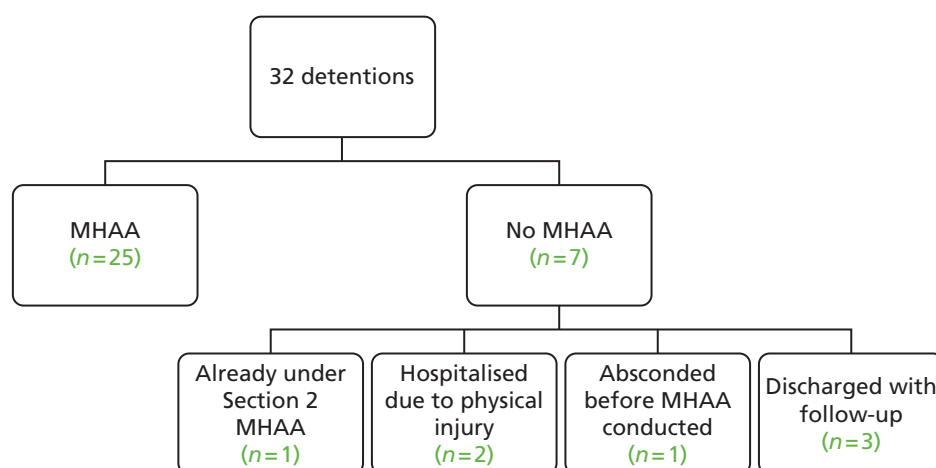 32 detentions
MHAA
(n=25)
No MHAA
(n=7)
Already under
Section 2
MHAA
(n=1)
Hospitalised
due to physical
injury
(n=2)
Absconded
before MHAA
conducted
(n=1)
Discharged with
follow-up
(n=3)